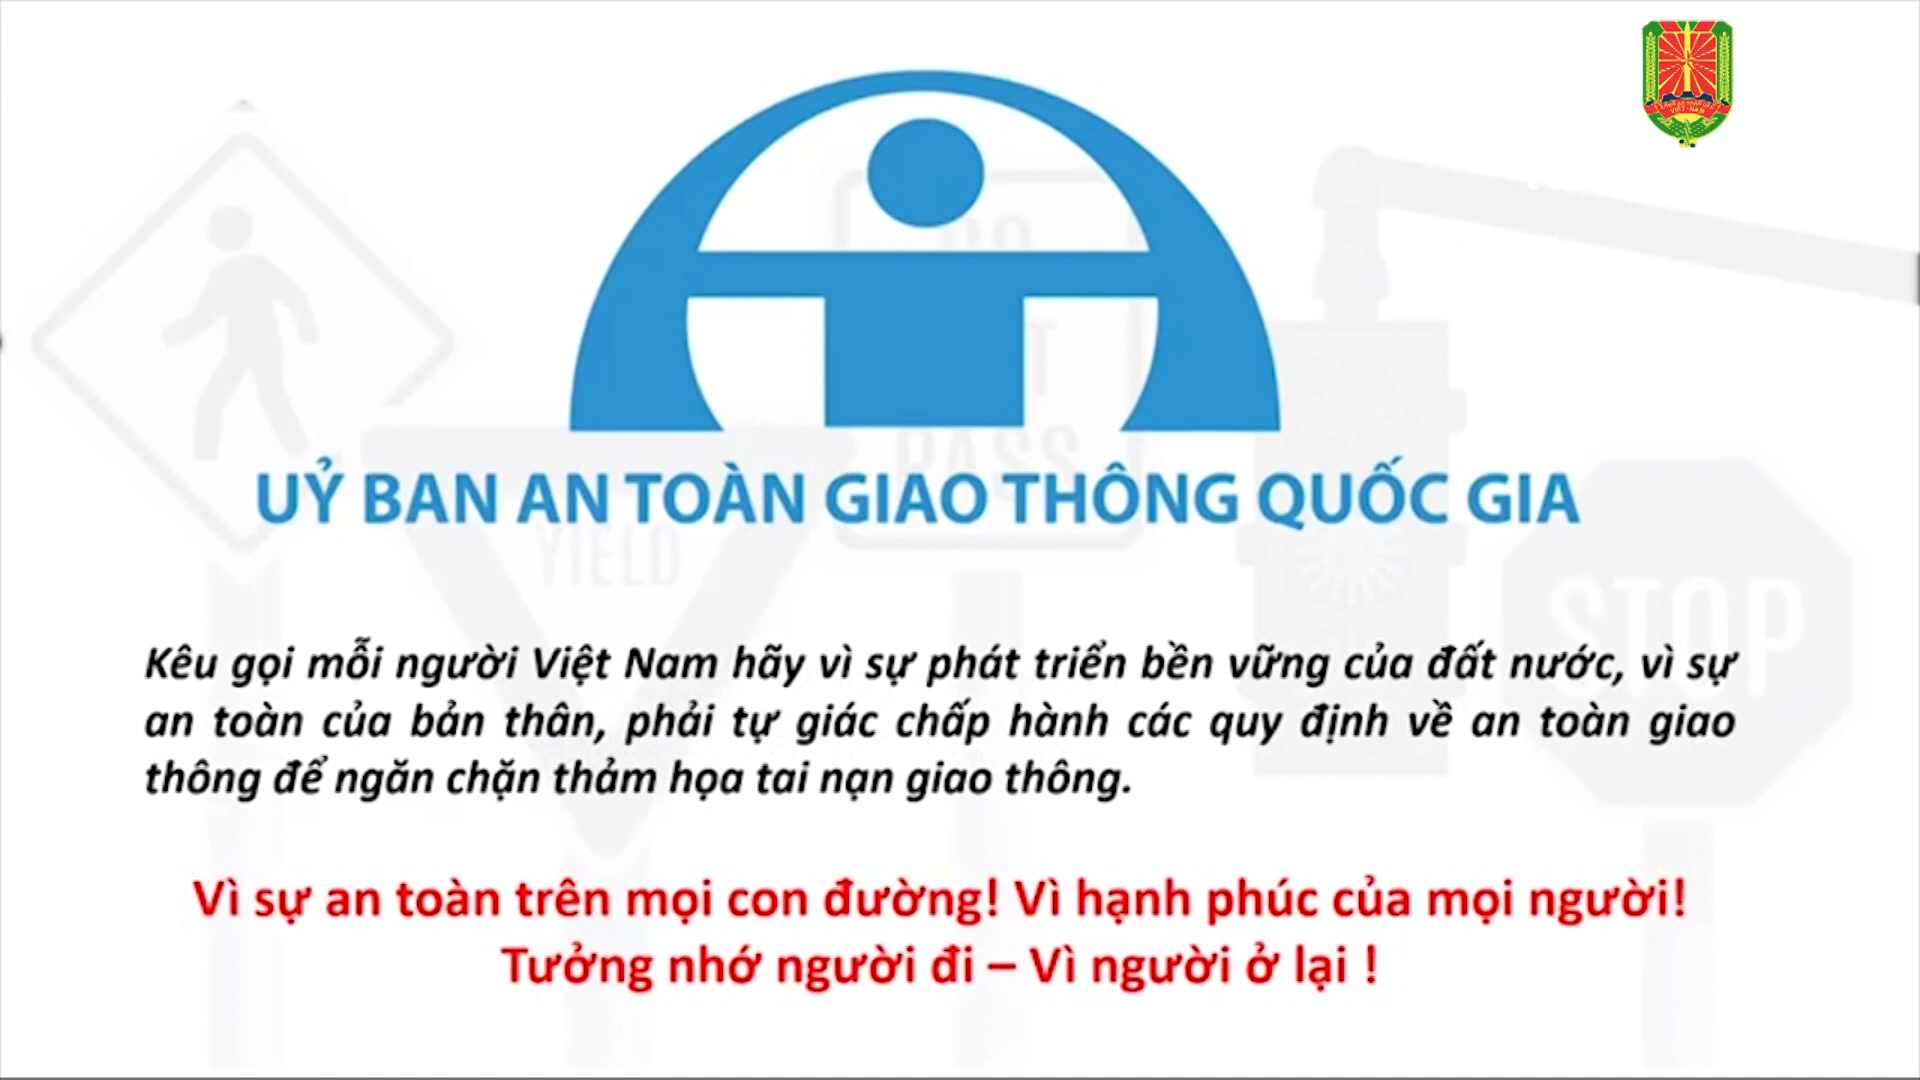 UỶ BAN AN TOÀN GIAO THÔNG QUỐC GIA
YIELD
PASS
STOP
Kêu gọi mỗi người Việt Nam hãy vì sự phát triển bền vững của đất nước, vì sự
an toàn của bản thân, phải tự giác chấp hành các quy định về an toàn giao
thông để ngăn chặn thảm họa tai nạn giao thông.
Vì sự an toàn trên mọi con đường! Vì hạnh phúc của mọi người!
Tưởng nhớ người đi – Vì người ở lại !